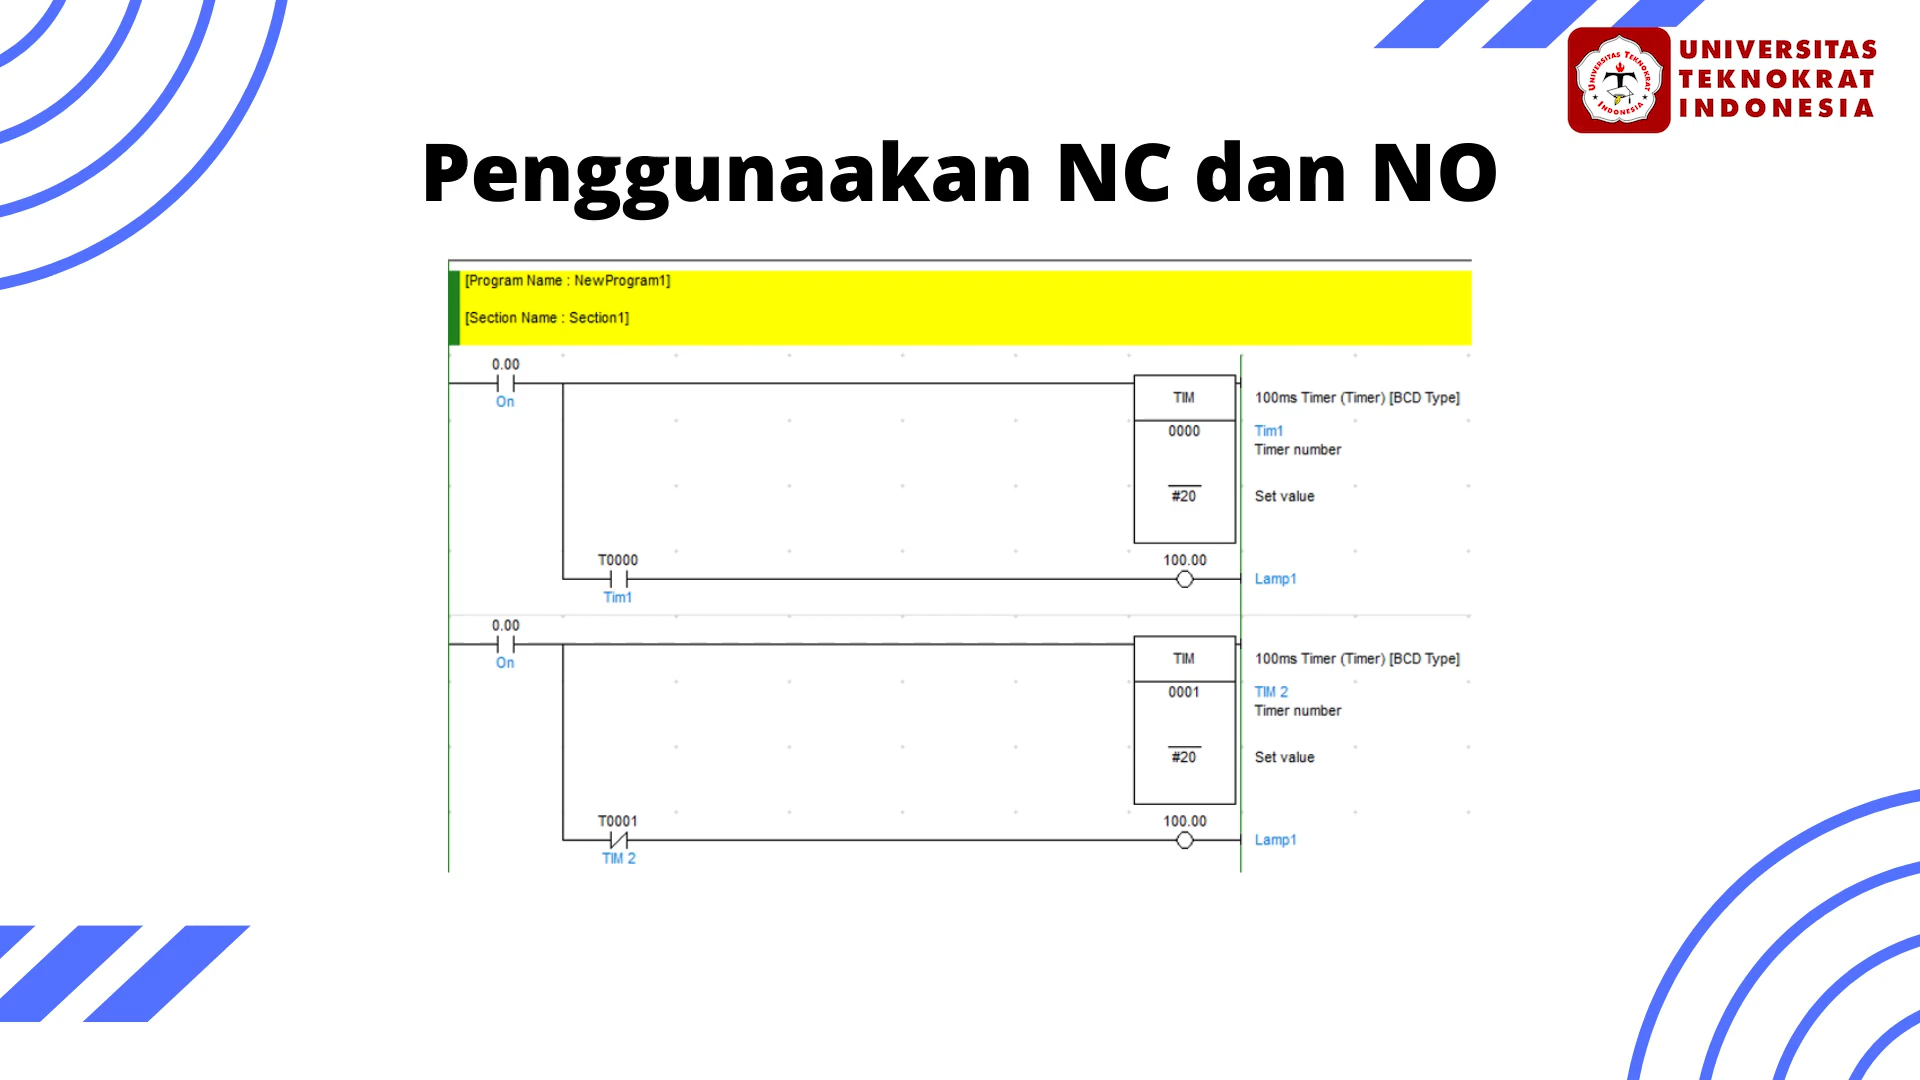 UNIVERSITAS TEKNOKRAT INDONESIA
UNIVERSITAS
TEKNOKRAT
INDONESIA
Penggunaakan NC dan NO
[Program Name : NewProgram1]
[Section Name : Section1]
0.00
On
TIM
100ms Timer (Timer) [BCD Type]
0000
Tim1
Timer number
#20
Set value
T0000
100.00
Lamp1
Tim1
0.00
On
TIM
100ms Timer (Timer) [BCD Type]
0001
TIM 2
Timer number
#20
Set value
T0001
100.00
Lamp1
TIM 2